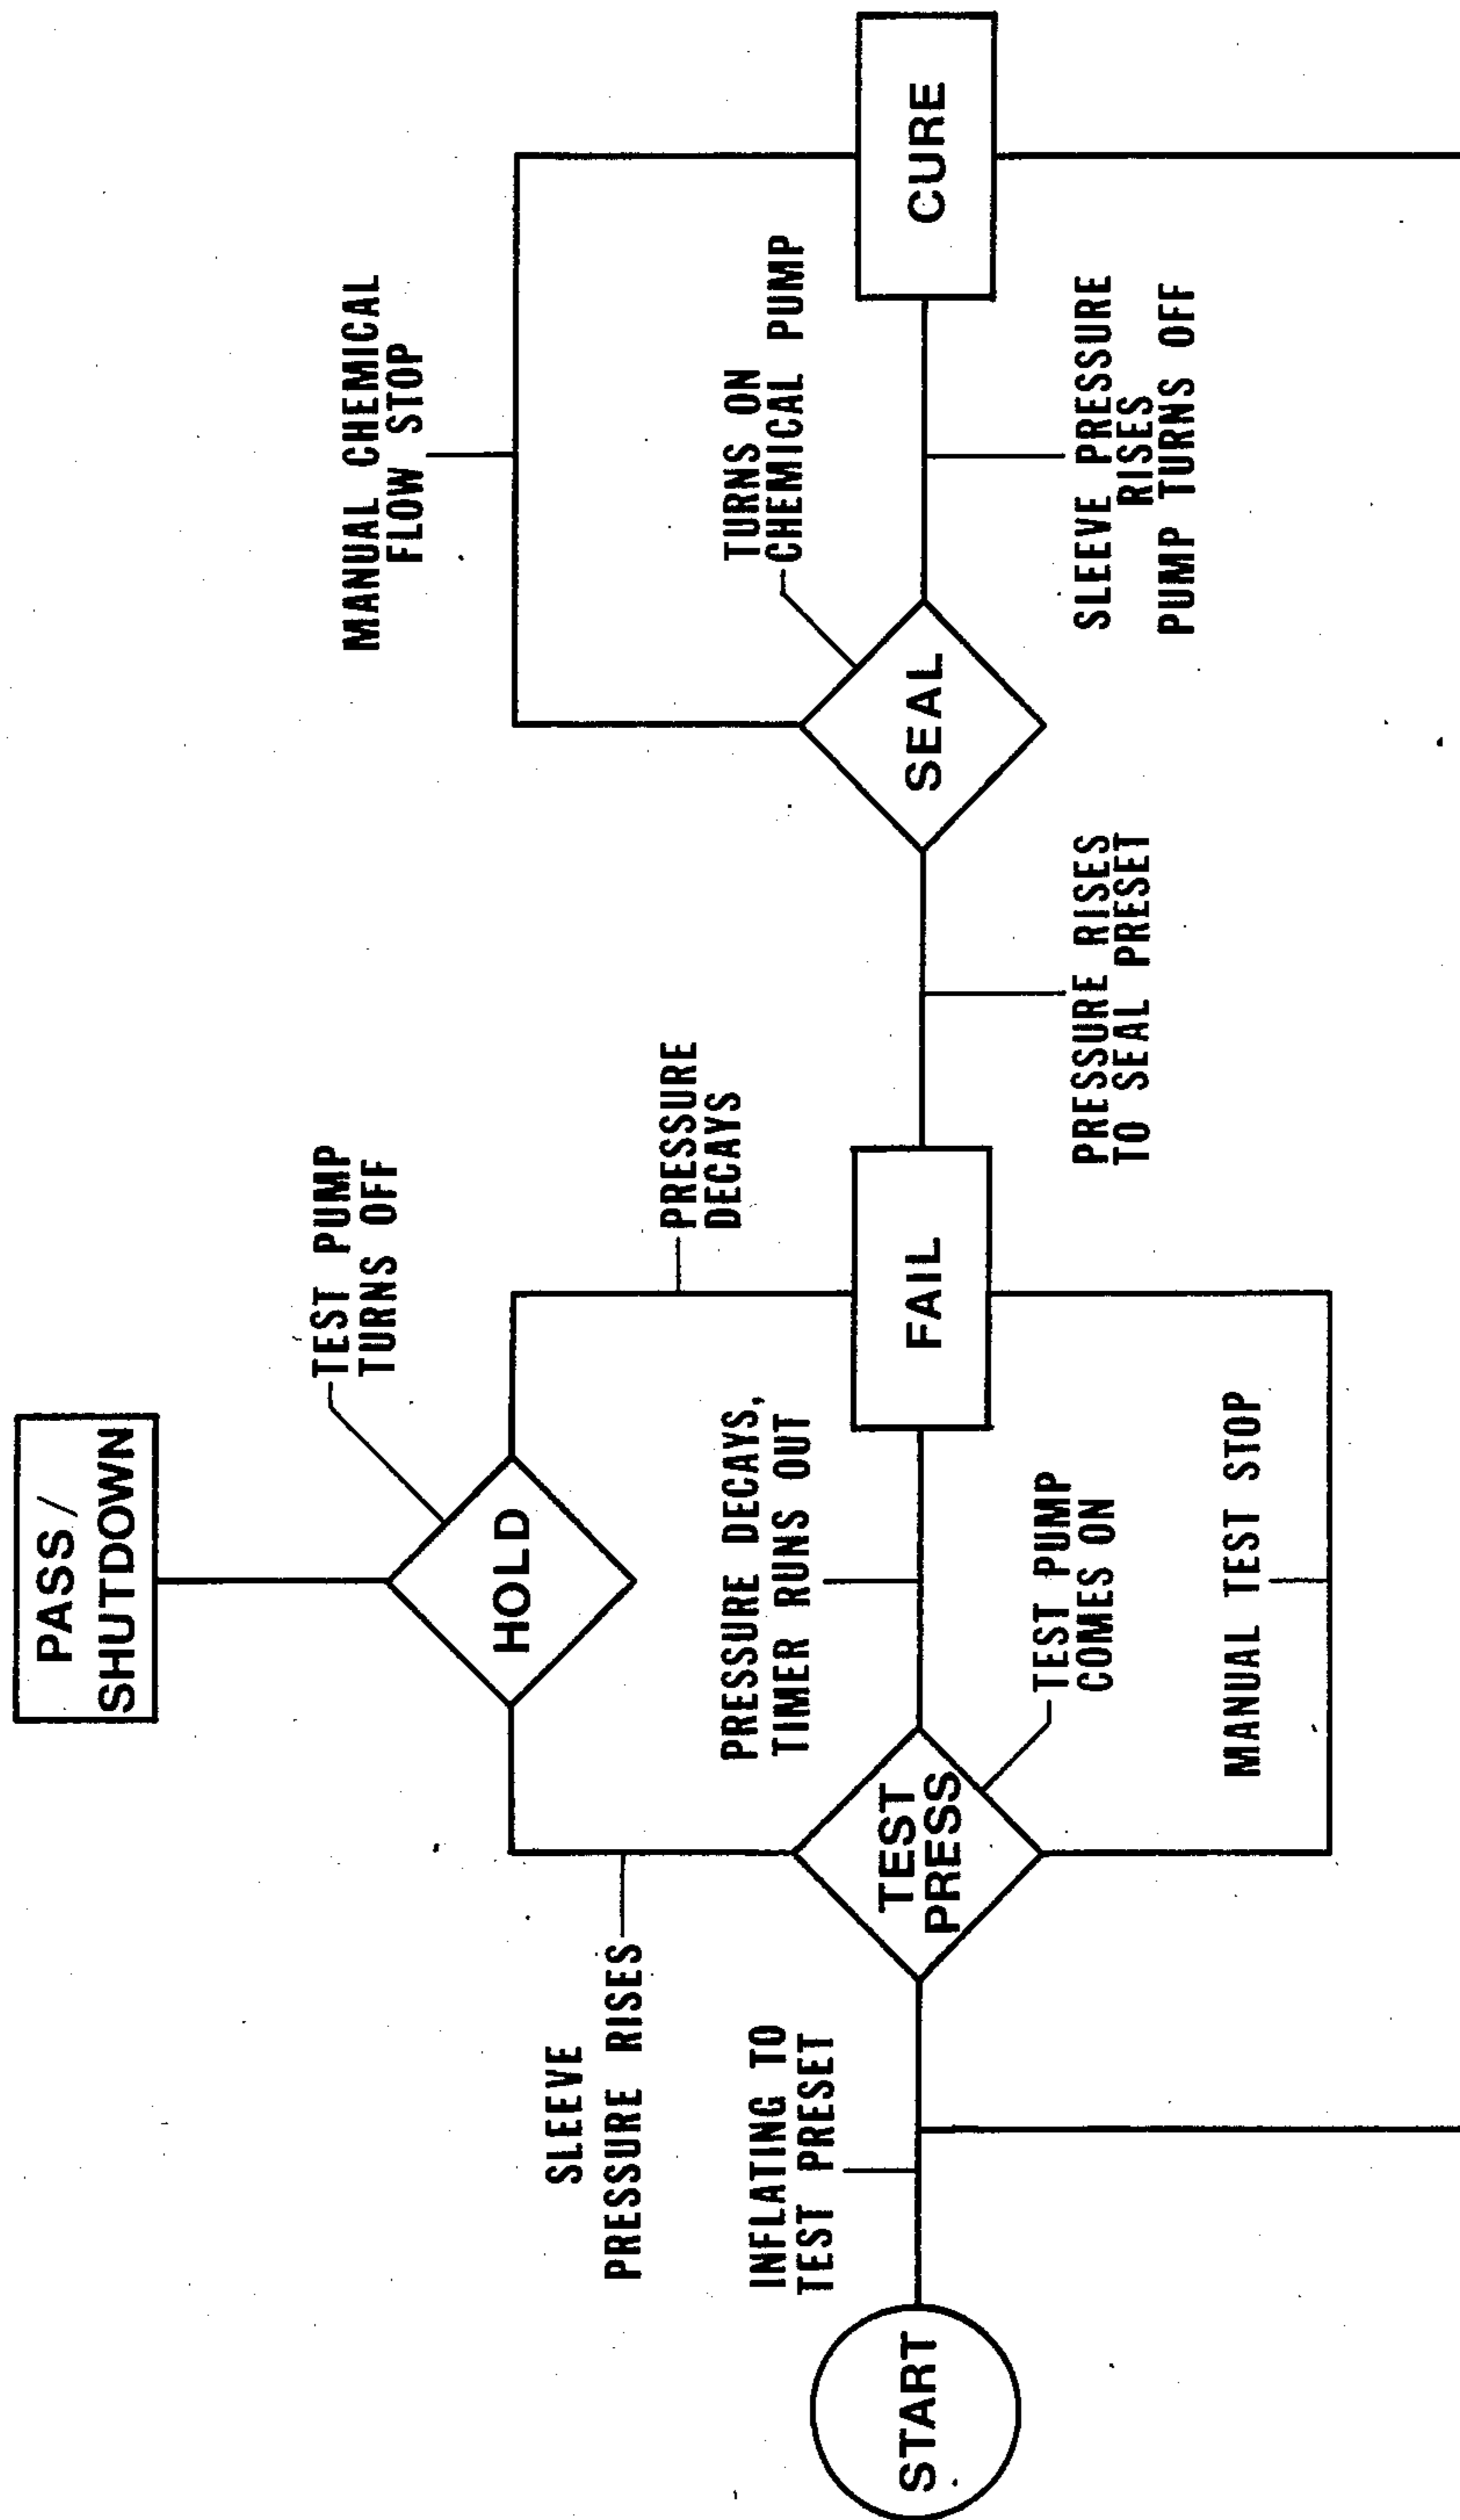 PASS /
SHUTDOWN
TEST PUMP
TURNS OFF
MANUAL CHEMICAL
FLOW STOP
HOLD
SLEEVE
PRESSURE RISES
PRESSURE
DECAYS
TURNS ON
CHEMICAL PUMP
INFLATING TO
TEST PRESET
PRESSURE DECAYS,
TIMER RUNS OUT
START
TEST
PRESS
FAIL
SEAL
CURE
TEST PUMP
COMES ON
PRESSURE RISES
TO SEAL PRESET
SLEEVE PRESSURE
RISES
PUMP TURNS OFF
MANUAL TEST STOP